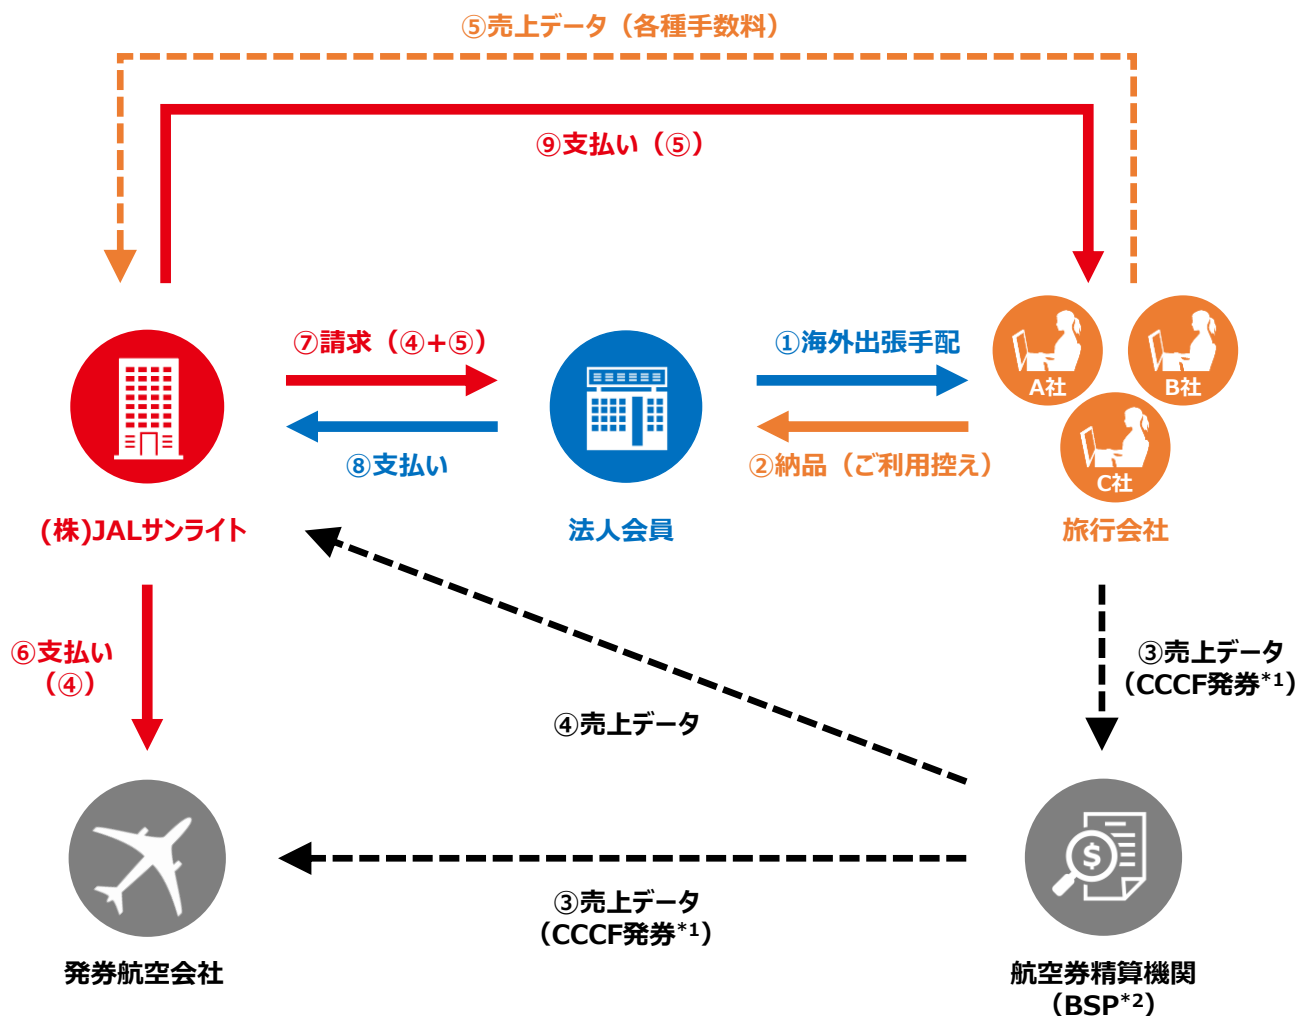 ⑤売上データ（各種手数料）
⑨支払い（⑤）
⑦請求（④+⑤）
①海外出張手配
A社
B社
C社
⑧支払い
②納品（ご利用控え）
(株)JALサンライト
法人会員
旅行会社
⑥支払い
（④）
③売上データ
（CCCF発券*1）
④売上データ
③売上データ
（CCCF発券*1）
発券航空会社
航空券精算機関
（BSP*2）